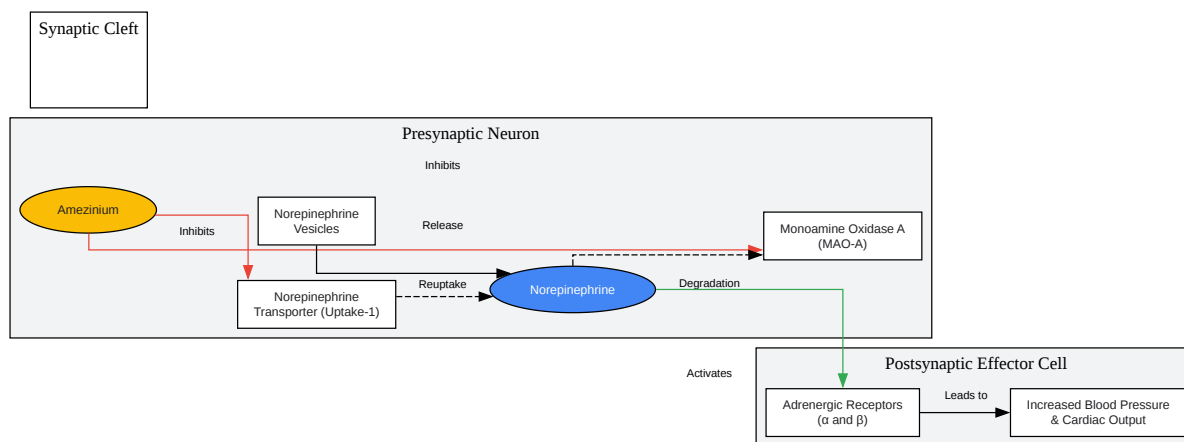 Synaptic Cleft
Presynaptic Neuron
Inhibits
Amezinium
Inhibits
Norepinephrine
Vesicles
Release
Monoamine Oxidase A
(MAO-A)
Norepinephrine
Transporter (Uptake-1)
Reuptake
Norepinephrine
Degradation
Activates
Postsynaptic Effector Cell
Adrenergic Receptors
(α and β)
Leads to
Increased Blood Pressure
& Cardiac Output